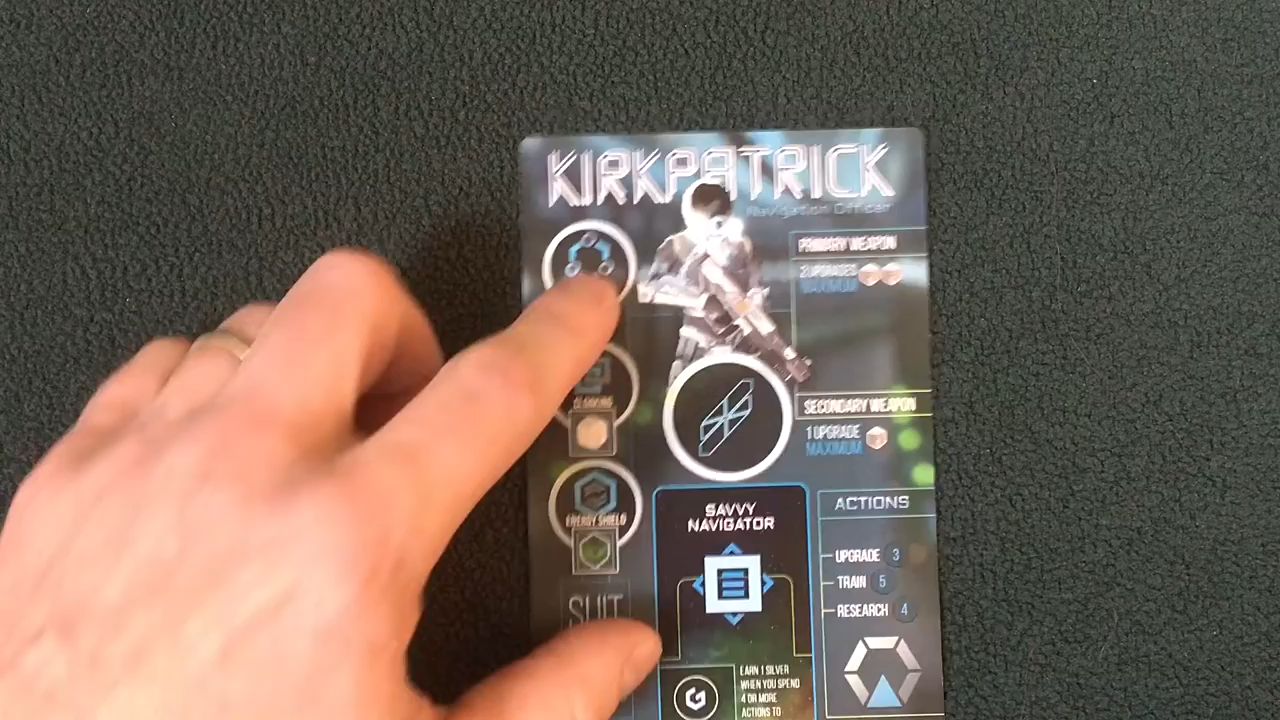 KIRKPATRICK
Navigation Officer
PRIMARY WEAPON
2 UPGRADES
MAXIMUM
CLOAKING
SECONDARY WEAPON
1 UPGRADE
MAXIMUM
ENERGY SHIELD
SUIT
SAVVY
NAVIGATOR
EARN 1 SILVER
WHEN YOU SPEND
4 OR MORE
ACTIONS TO
ACTIONS
UPGRADE 3
TRAIN 5
RESEARCH 4